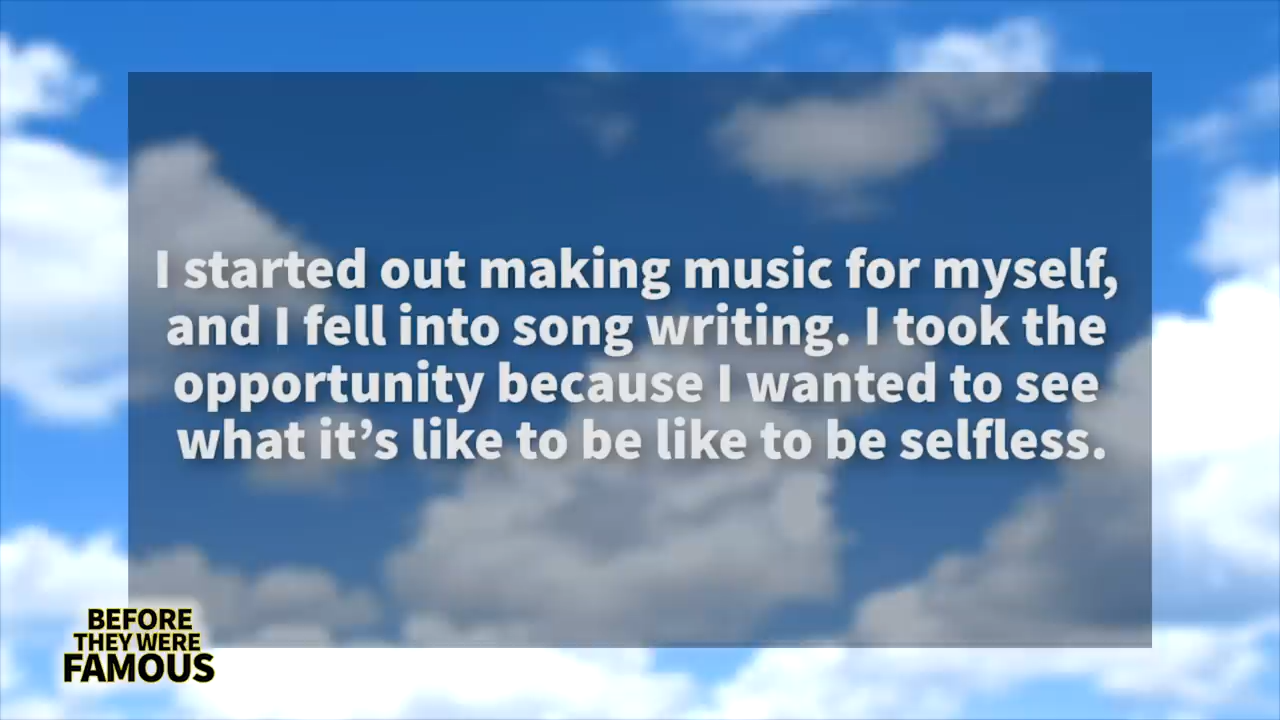 I started out making music for myself,
and I fell into song writing. I took the
opportunity because I wanted to see
what it’s like to be like to be selfless.
BEFORE
THEY WERE
FAMOUS